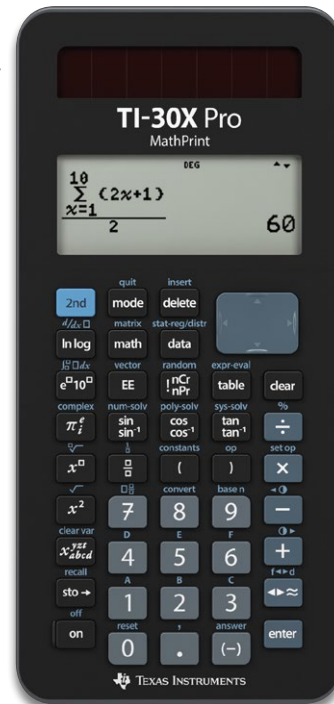 TI-30X Pro
MathPrint
DEG
10
Σ (2x+1)
x=1
2
60
quit insert
2nd mode delete
d/dx□ matrix stat-reg/distr
ln log math data
∫□dx vector random expr-eval
e□10□ EE !nCr nPr table clear
complex num-solv poly-solv sys-solv %
π e i sin sin-1 cos cos-1 tan tan-1 ÷
constants op set op
x□ ( ) ×
√ convert base n
x² 7 8 9 −
clear var D E F
x yzt abcd 4 5 6 +
recall A B C f◄►d
sto→ 1 2 3 ◄►≈
off reset , answer
on 0 . (−) enter
TEXAS INSTRUMENTS